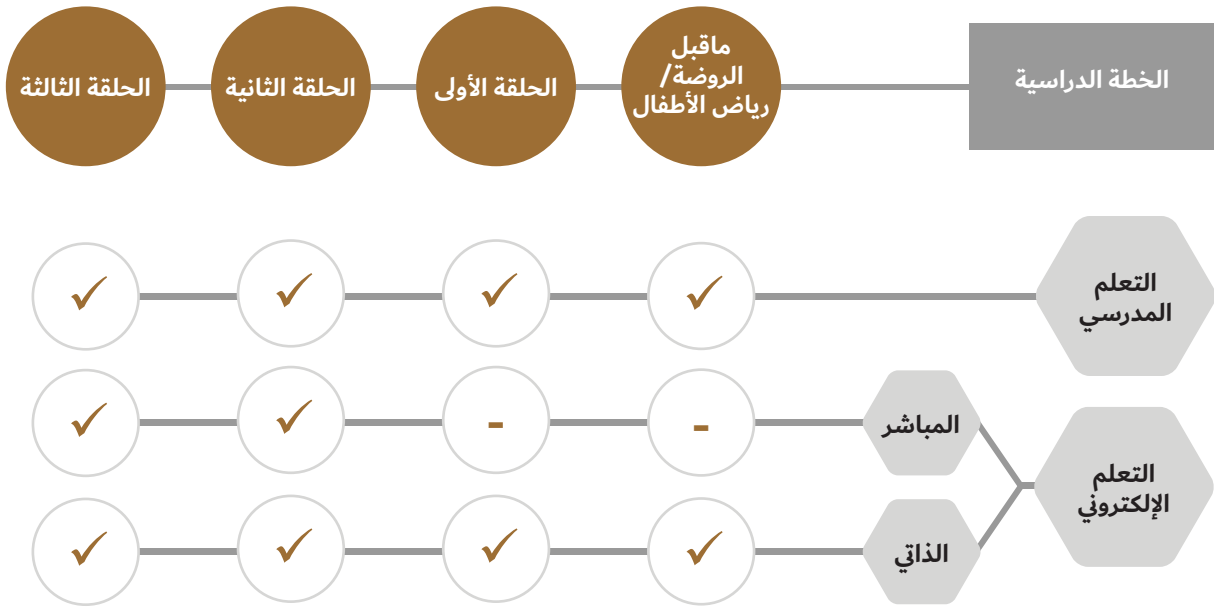 الخطة الدراسية
ماقبل
الروضة/
رياض الأطفال
الحلقة الأولى
الحلقة الثانية
الحلقة الثالثة
التعلم
المدرسي
✓
✓
✓
✓
التعلم
الإلكتروني
المباشر
-
-
✓
✓
الذاتي
✓
✓
✓
✓